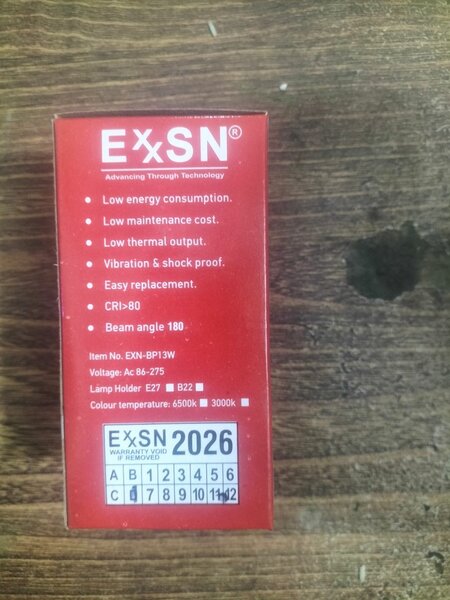 EXXSN®
Advancing Through Technology
Low energy consumption.
Low maintenance cost.
Low thermal output.
Vibration & shock proof.
Easy replacement.
CRI>80
Beam angle 180
Item No. EXN-BP13W
Voltage: Ac 86-275
Lamp Holder E27 B22
Colour temperature: 6500k 3000k
EXXSN 2026
WARRANTY VOID
IF REMOVED
A B 1 2 3 4 5 6
C 7 8 9 10 11 12